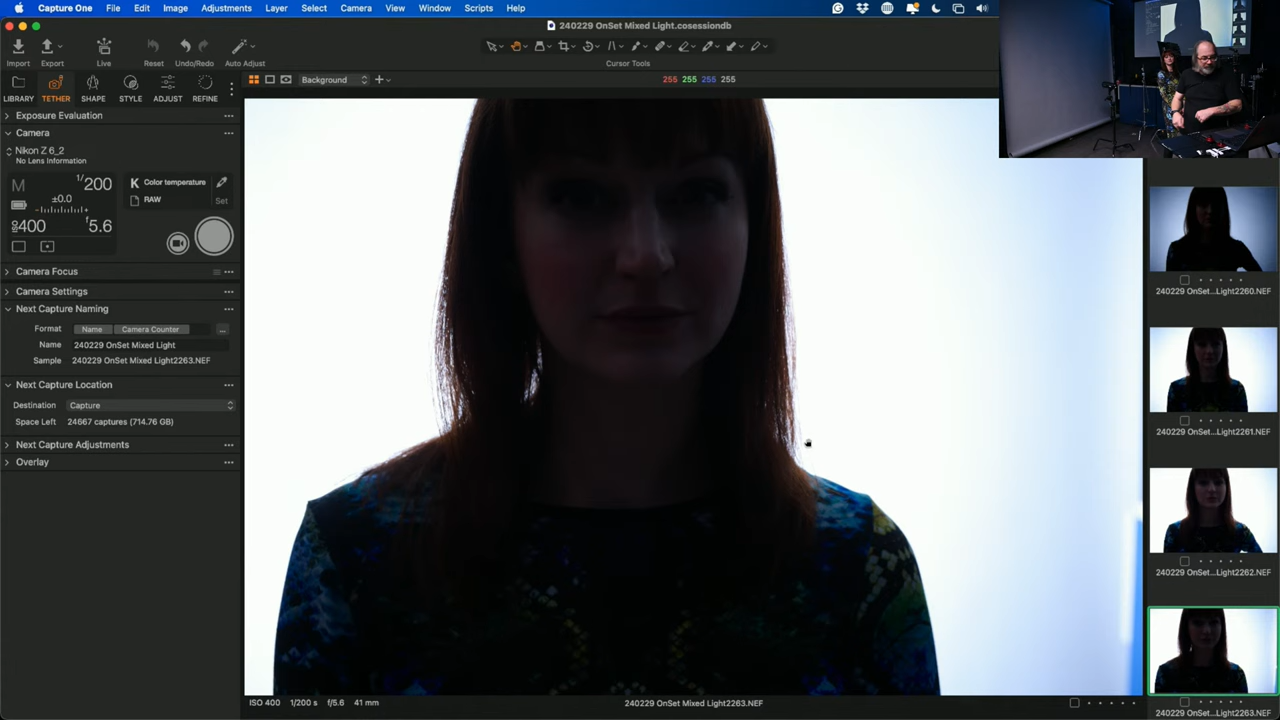 Capture One File Edit Image Adjustments Layer Select Camera View Window Scripts Help
240229 OnSet Mixed Light.cosessiondb
Import Export Live Reset Undo/Redo Auto Adjust Cursor Tools
LIBRARY TETHER SHAPE STYLE ADJUST REFINE
Background
255 255 255 255
Exposure Evaluation
Camera
Nikon Z 6_2
No Lens Information
M 1/200
±0.0
ISO 400 f5.6
K Color temperature
RAW
Set
Camera Focus
Camera Settings
Next Capture Naming
Format Name Camera Counter ...
Name 240229 OnSet Mixed Light
Sample 240229 OnSet Mixed Light2263.NEF
Next Capture Location
Destination Capture
Space Left 24667 captures (714.76 GB)
Next Capture Adjustments
Overlay
240229 OnSet...Light2260.NEF
240229 OnSet...Light2261.NEF
240229 OnSet...Light2262.NEF
240229 OnSet...Light2263.NEF
ISO 400 1/200 s f/5.6 41 mm
240229 OnSet Mixed Light2263.NEF